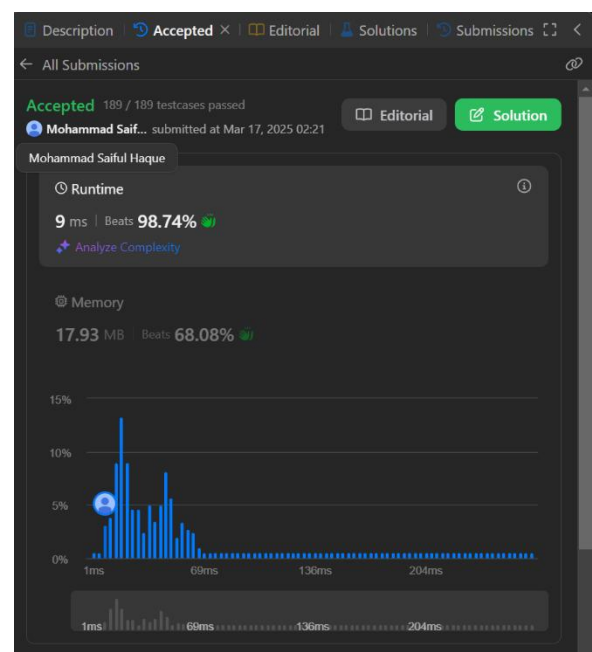 Description Accepted × Editorial Solutions Submissions
← All Submissions
Accepted 189 / 189 testcases passed
Mohammad Saif... submitted at Mar 17, 2025 02:21
Editorial Solution
Mohammad Saiful Haque
Runtime
9 ms | Beats 98.74%
Analyze Complexity
Memory
17.93 MB | Beats 68.08%
15%
10%
5%
0%
1ms 69ms 136ms 204ms
1ms 69ms 136ms 204ms